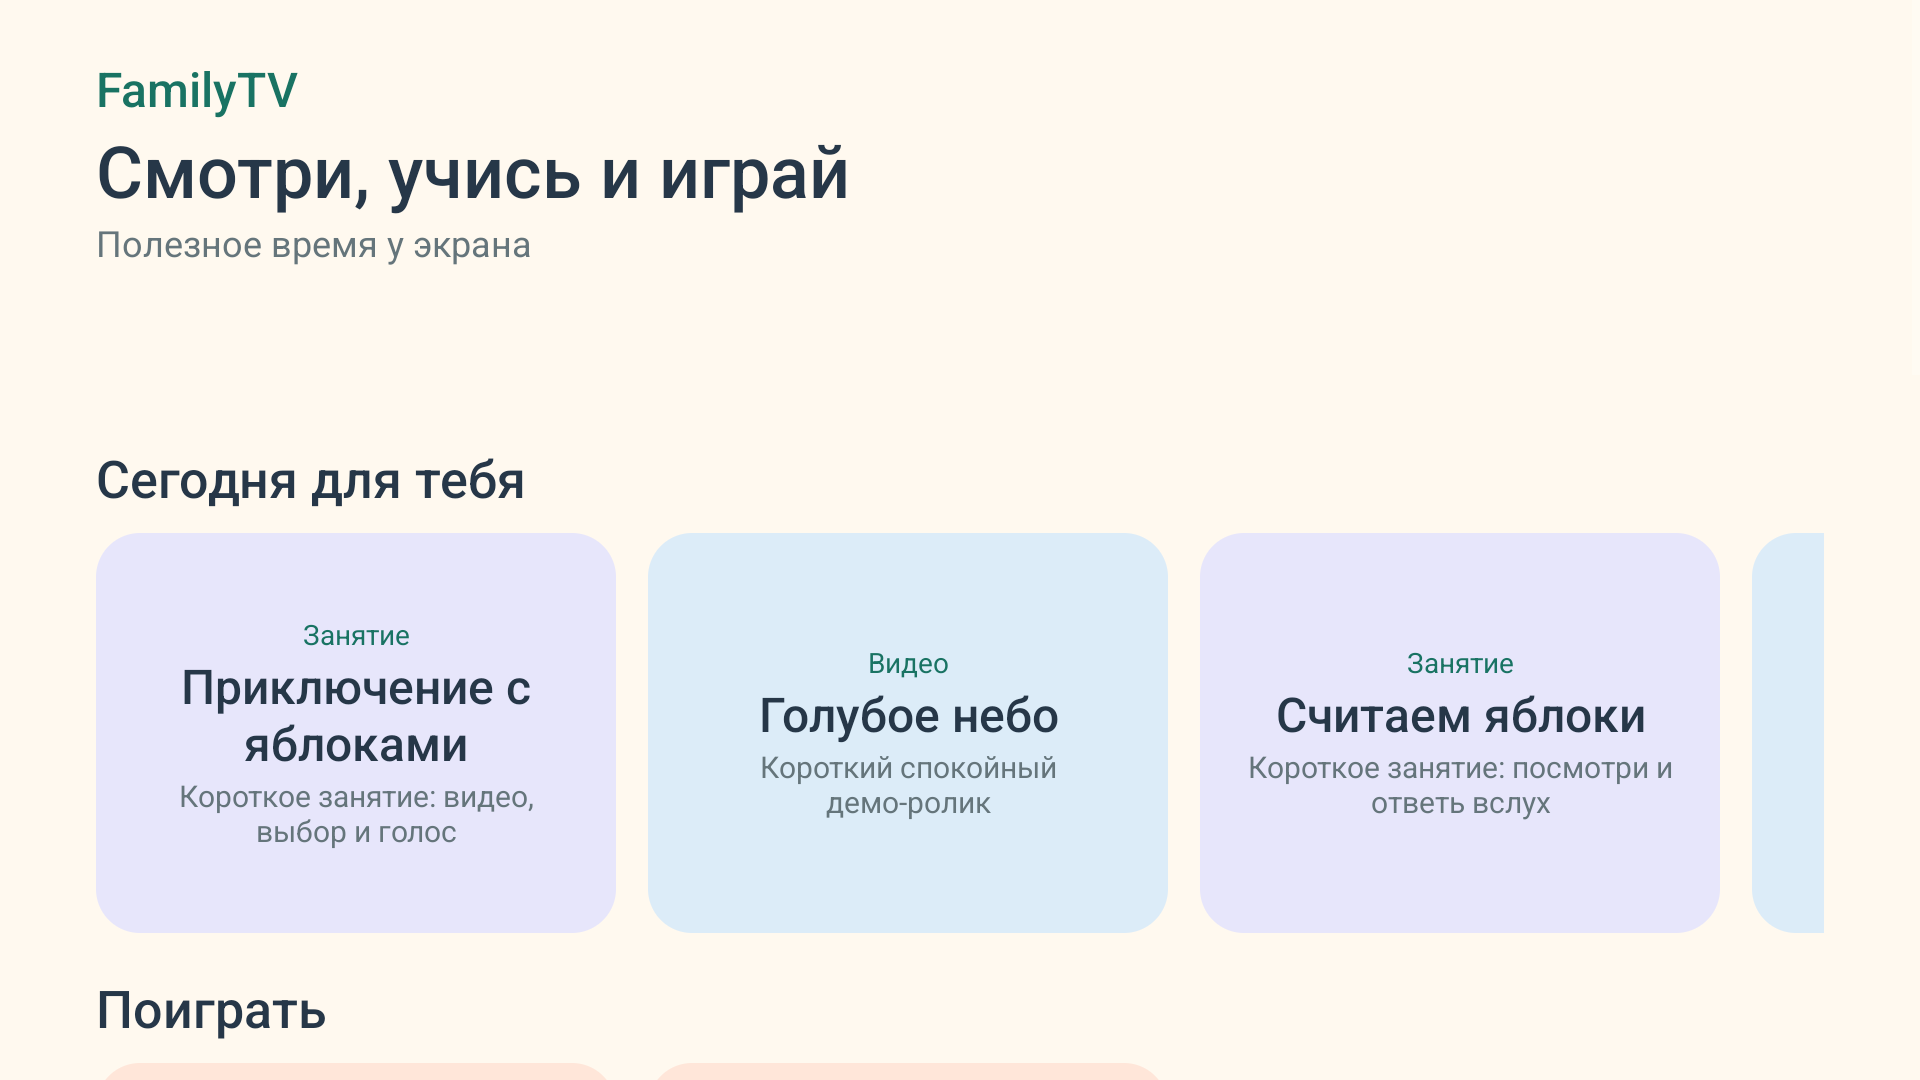 FamilyTV
Смотри, учись и играй
Полезное время у экрана
Сегодня для тебя
Занятие
Приключение с
яблоками
Короткое занятие: видео,
выбор и голос
Видео
Голубое небо
Короткий спокойный
демо-ролик
Занятие
Считаем яблоки
Короткое занятие: посмотри и
ответь вслух
Поиграть